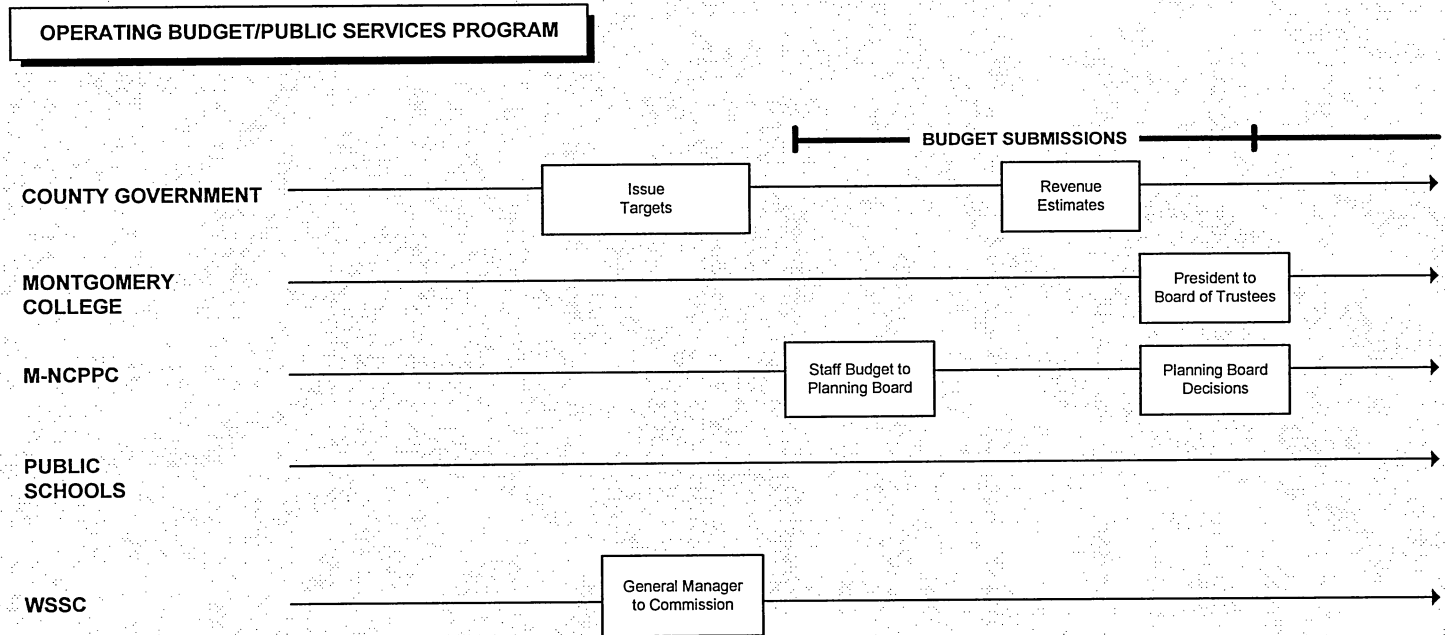 OPERATING BUDGET/PUBLIC SERVICES PROGRAM
BUDGET SUBMISSIONS
COUNTY GOVERNMENT
Issue
Targets
Revenue
Estimates
MONTGOMERY
COLLEGE
President to
Board of Trustees
M-NCPPC
Staff Budget to
Planning Board
Planning Board
Decisions
PUBLIC
SCHOOLS
WSSC
General Manager
to Commission